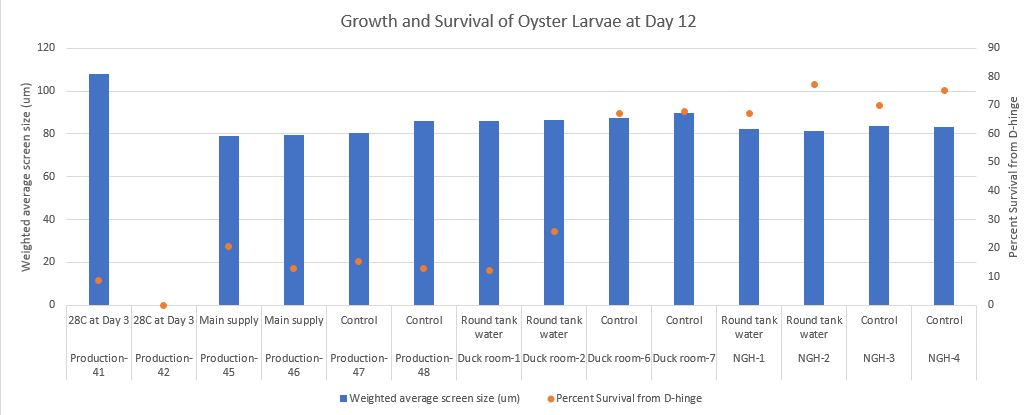 Growth and Survival of Oyster Larvae at Day 12
Weighted average screen size (um)
120
100
80
60
40
20
0
90
80
70
60
50
40
30
20
10
0
Percent Survival from D-hinge
28C at Day 3 28C at Day 3 Main supply Main supply Control Control Round tank Round tank Control Control Round tank Round tank Control Control
water water water water
Production- Production- Production- Production- Production- Production- Duck room-1 Duck room-2 Duck room-6 Duck room-7 NGH-1 NGH-2 NGH-3 NGH-4
41 42 45 46 47 48
Weighted average screen size (um) Percent Survival from D-hinge